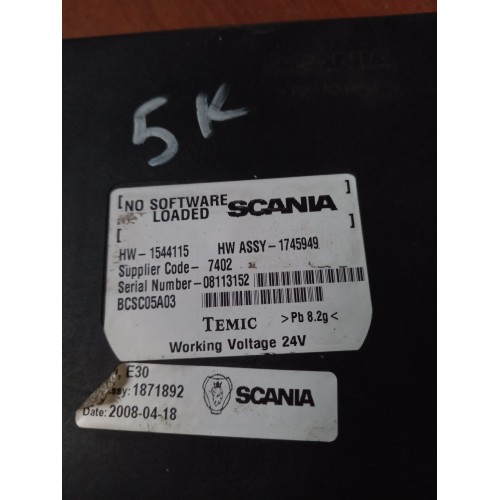 5K
[NO SOFTWARE
LOADED SCANIA
[
HW-1544115 HW ASSY-1745949
Supplier Code- 7402
Serial Number-08113152
BCSC05A03
TEMIC >Pb 8.2g<
Working Voltage 24V
E30
ssy:1871892
SCANIA
Date: 2008-04-18